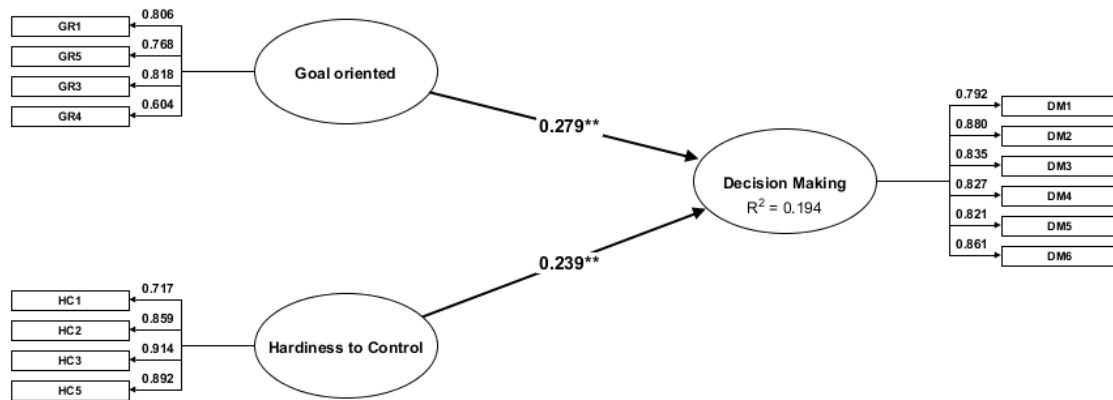 GR1
0.806
GR5
0.768
GR3
0.818
GR4
0.604
Goal oriented
0.279**
HC1
0.717
HC2
0.859
HC3
0.914
HC5
0.892
Hardiness to Control
0.239**
Decision Making
R² = 0.194
0.792
DM1
0.880
DM2
0.835
DM3
0.827
DM4
0.821
DM5
0.861
DM6